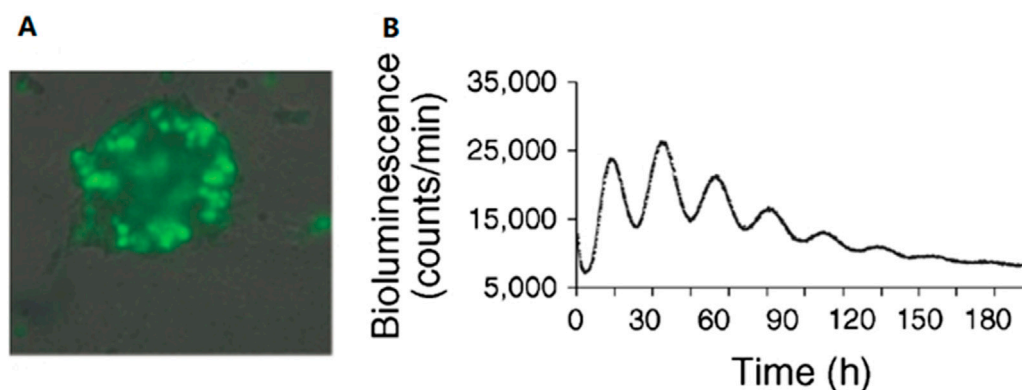 A
B
Bioluminescence
(counts/min)
35,000
25,000
15,000
5,000
0 30 60 90 120 150 180
Time (h)